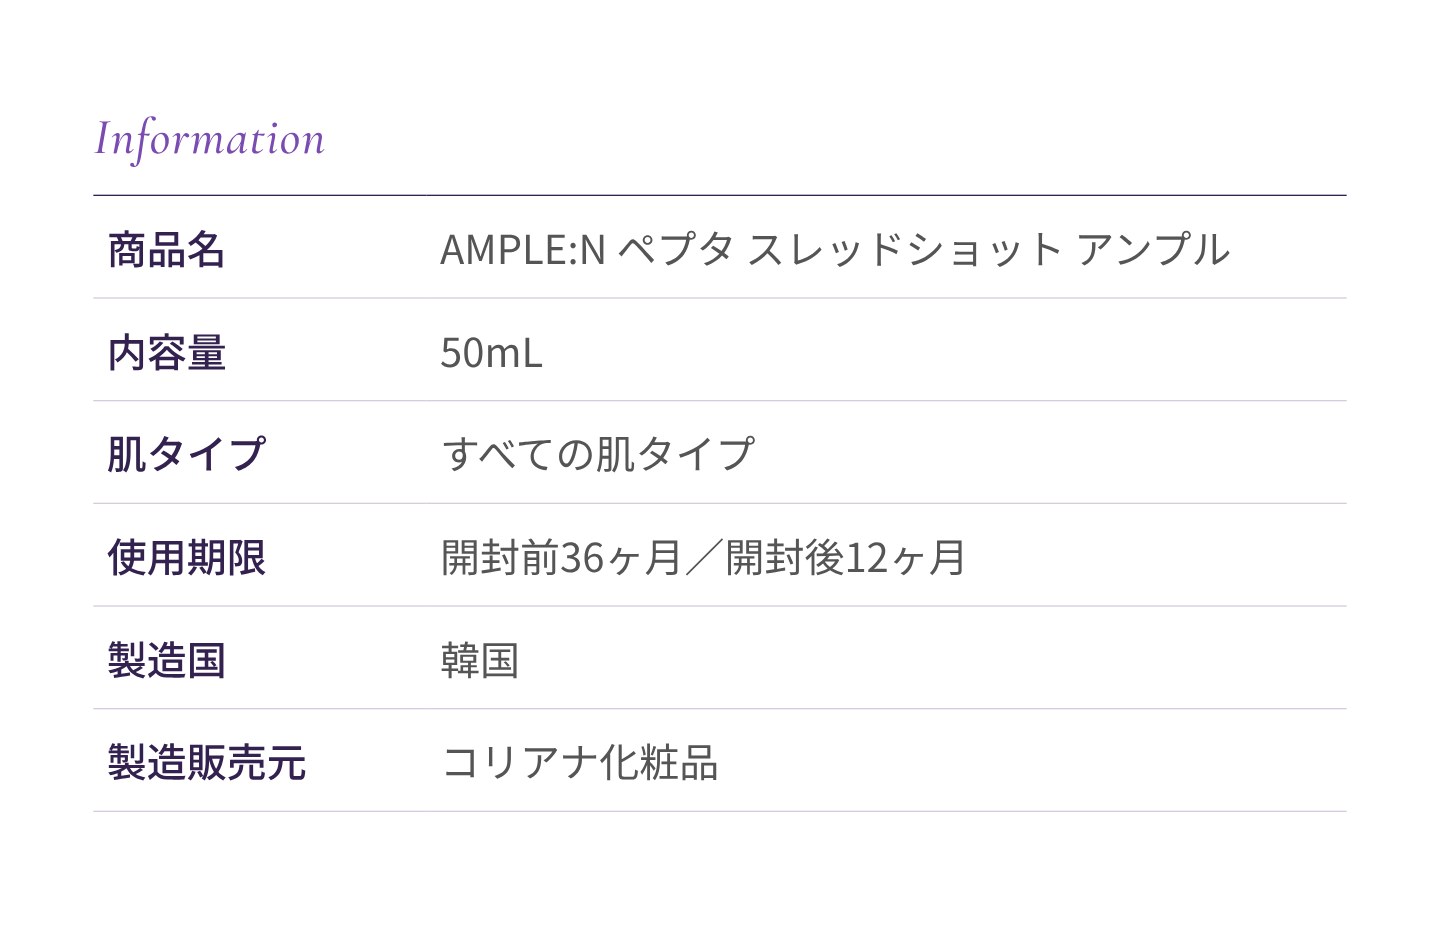 Information
商品名 AMPLE:N ペプタ スレッドショット アンプル
内容量 50mL
肌タイプ すべての肌タイプ
使用期限 開封前36ヶ月／開封後12ヶ月
製造国 韓国
製造販売元 コリアナ化粧品